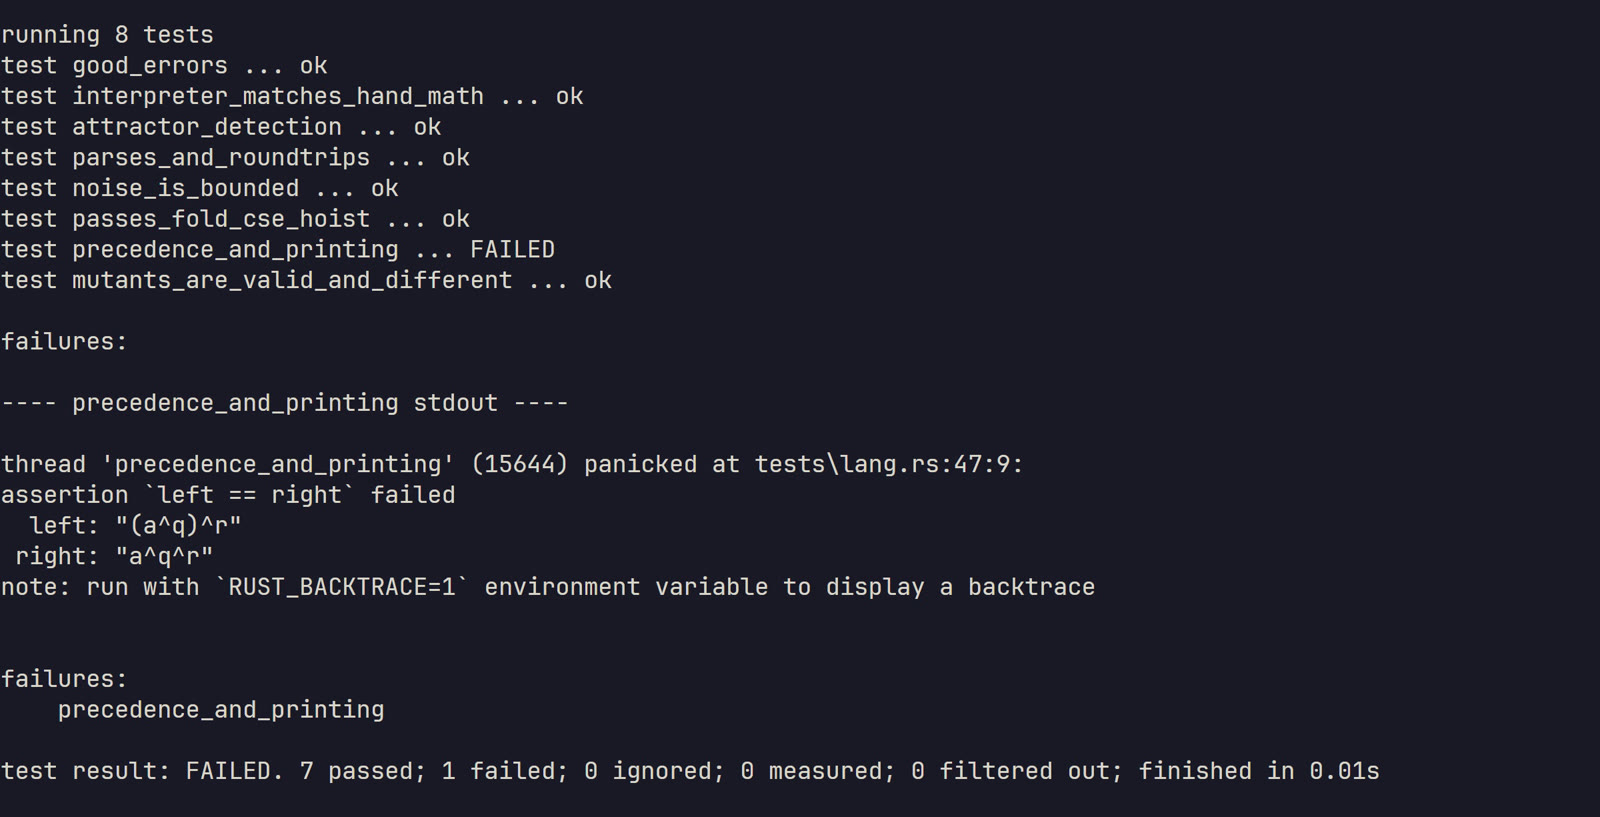 running 8 tests
test good_errors ... ok
test interpreter_matches_hand_math ... ok
test attractor_detection ... ok
test parses_and_roundtrips ... ok
test noise_is_bounded ... ok
test passes_fold_cse_hoist ... ok
test precedence_and_printing ... FAILED
test mutants_are_valid_and_different ... ok
failures:
---- precedence_and_printing stdout ----
thread 'precedence_and_printing' (15644) panicked at tests\lang.rs:47:9:
assertion `left == right` failed
  left: "(a^q)^r"
 right: "a^q^r"
note: run with `RUST_BACKTRACE=1` environment variable to display a backtrace
failures:
    precedence_and_printing
test result: FAILED. 7 passed; 1 failed; 0 ignored; 0 measured; 0 filtered out; finished in 0.01s